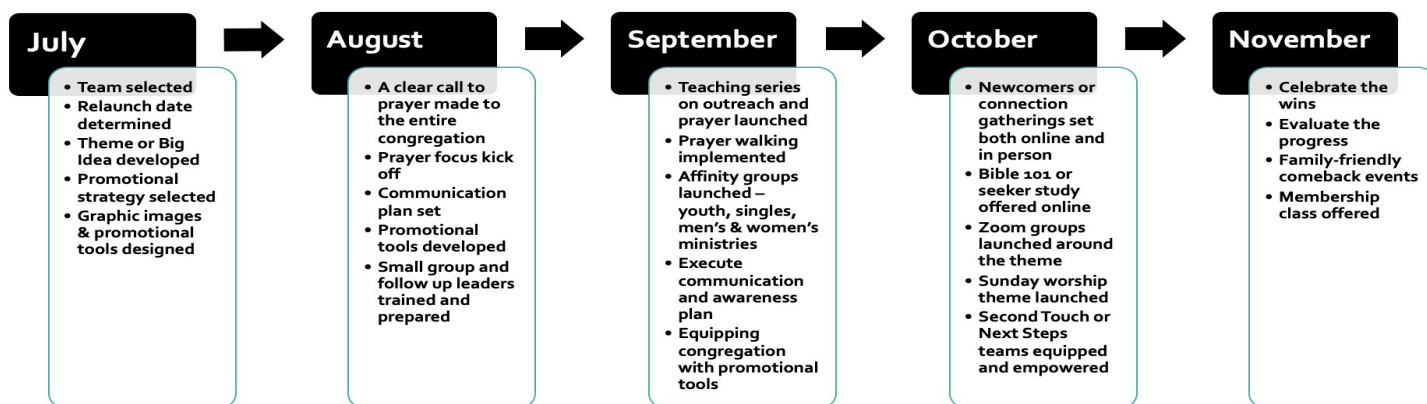 July
• Team selected
• Relaunch date
determined
• Theme or Big
Idea developed
• Promotional
strategy selected
• Graphic images
& promotional
tools designed
August
• A clear call to
prayer made to
the entire
congregation
• Prayer focus kick
off
• Communication
plan set
• Promotional
tools developed
• Small group and
follow up leaders
trained and
prepared
September
• Teaching series
on outreach and
prayer launched
• Prayer walking
implemented
• Affinity groups
launched –
youth, singles,
men's & women's
ministries
• Execute
communication
and awareness
plan
• Equipping
congregation
with promotional
tools
October
• Newcomers or
connection
gatherings set
both online and
in person
• Bible 101 or
seeker study
offered online
• Zoom groups
launched around
the theme
• Sunday worship
theme launched
• Second Touch or
Next Steps
teams equipped
and empowered
November
• Celebrate the
wins
• Evaluate the
progress
• Family-friendly
comeback events
• Membership
class offered